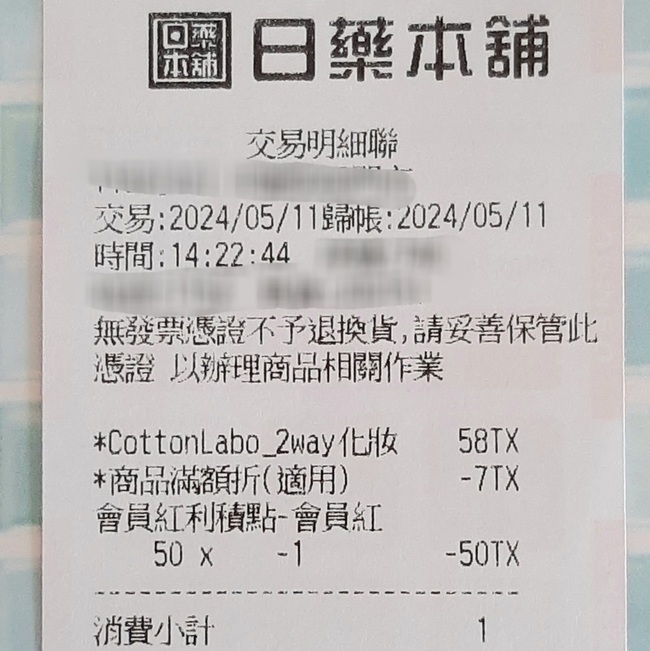 日藥本舖 日藥本舖
交易明細聯
交易:2024/05/11歸帳:2024/05/11
時間:14:22:44
無發票憑證不予退換貨,請妥善保管此
憑證 以辦理商品相關作業
*CottonLabo_2way化妝 58TX
*商品滿額折(適用) -7TX
會員紅利積點-會員紅
50 x -1 -50TX
消費小計 1